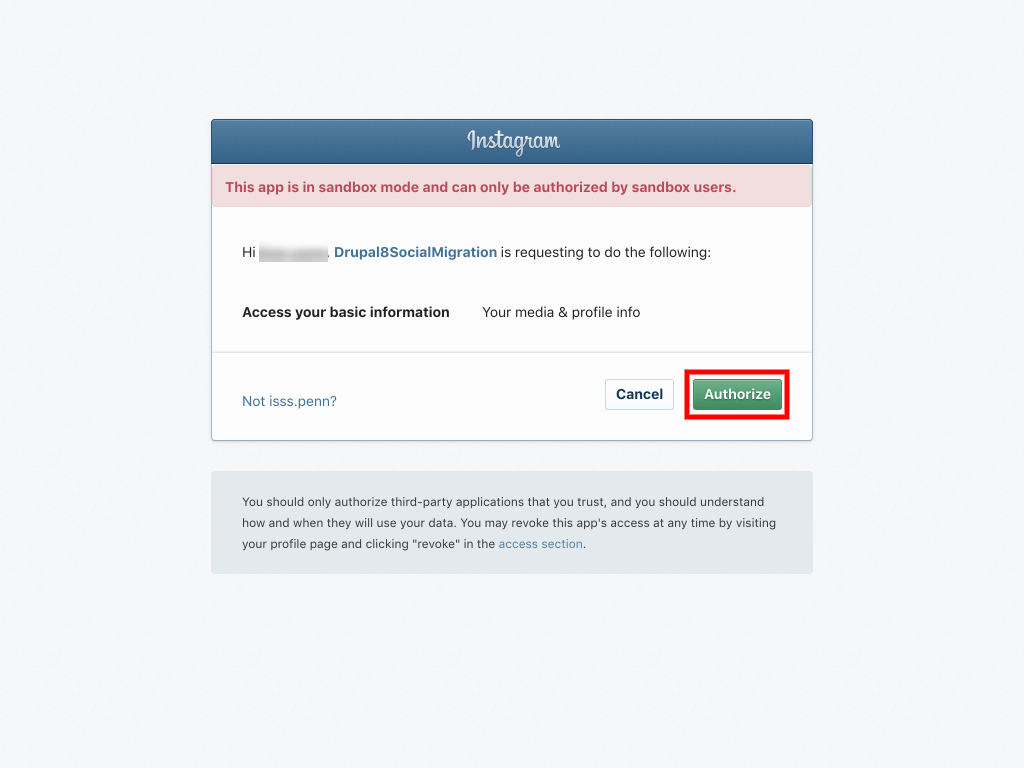 Instagram
This app is in sandbox mode and can only be authorized by sandbox users.
Hi , Drupal8SocialMigration is requesting to do the following:
Access your basic information Your media & profile info
Not isss.penn? Cancel Authorize
You should only authorize third-party applications that you trust, and you should understand
how and when they will use your data. You may revoke this app's access at any time by visiting
your profile page and clicking "revoke" in the access section.